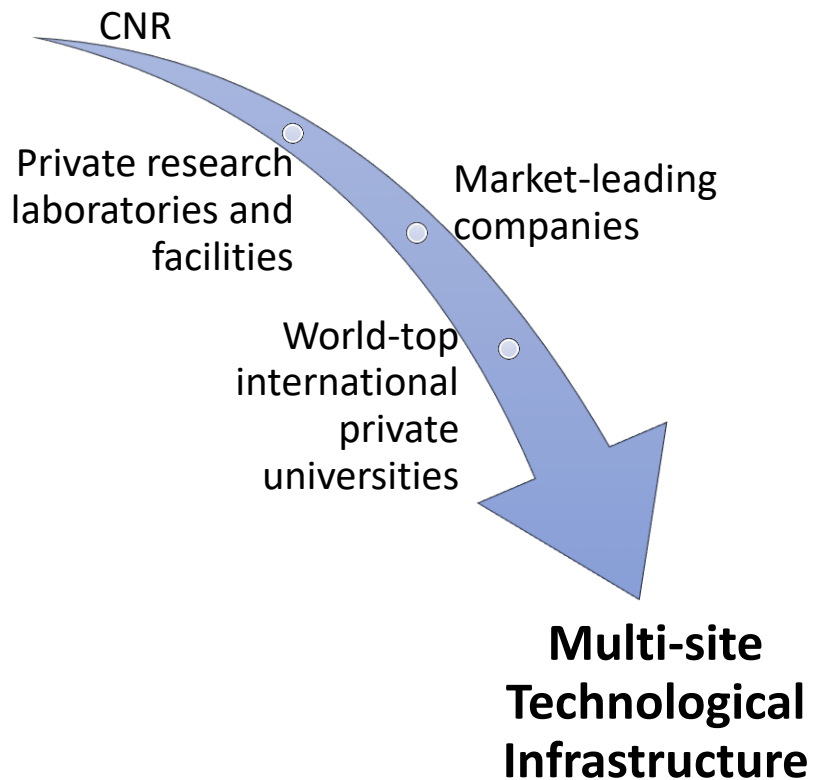 CNR
Private research
laboratories and
facilities
Market-leading
companies
World-top
international
private
universities
Multi-site
Technological
Infrastructure